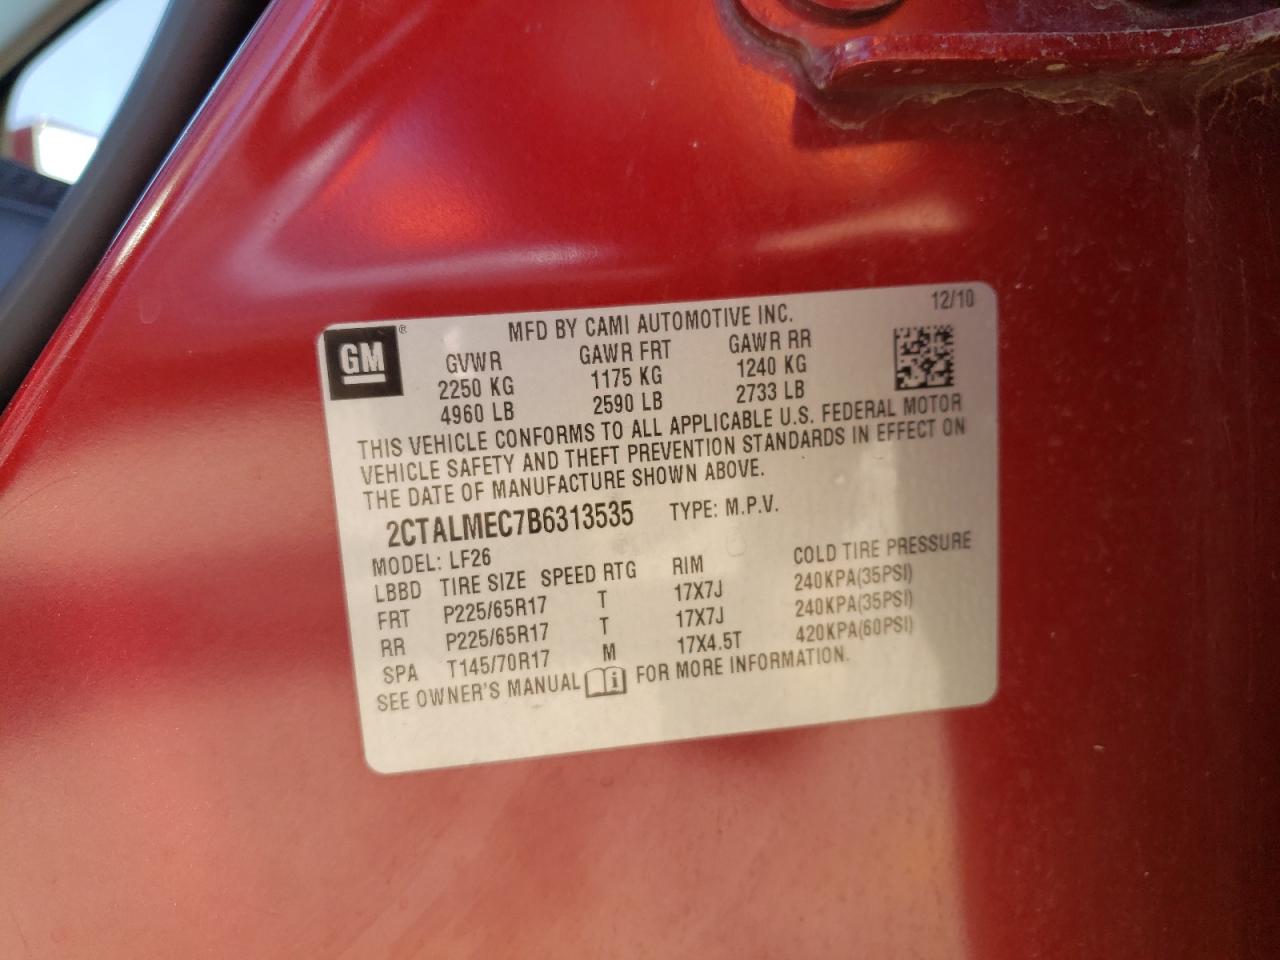 12/10
GM ® MFD BY CAMI AUTOMOTIVE INC.
GVWR GAWR FRT GAWR RR
2250 KG 1175 KG 1240 KG
4960 LB 2590 LB 2733 LB
THIS VEHICLE CONFORMS TO ALL APPLICABLE U.S. FEDERAL MOTOR
VEHICLE SAFETY AND THEFT PREVENTION STANDARDS IN EFFECT ON
THE DATE OF MANUFACTURE SHOWN ABOVE.
2CTALMEC7B6313535 TYPE: M.P.V.
MODEL: LF26
LBBD TIRE SIZE SPEED RTG RIM COLD TIRE PRESSURE
FRT P225/65R17 T 17X7J 240KPA(35PSI)
RR P225/65R17 T 17X7J 240KPA(35PSI)
SPA T145/70R17 M 17X4.5T 420KPA(60PSI)
SEE OWNER'S MANUAL i FOR MORE INFORMATION.